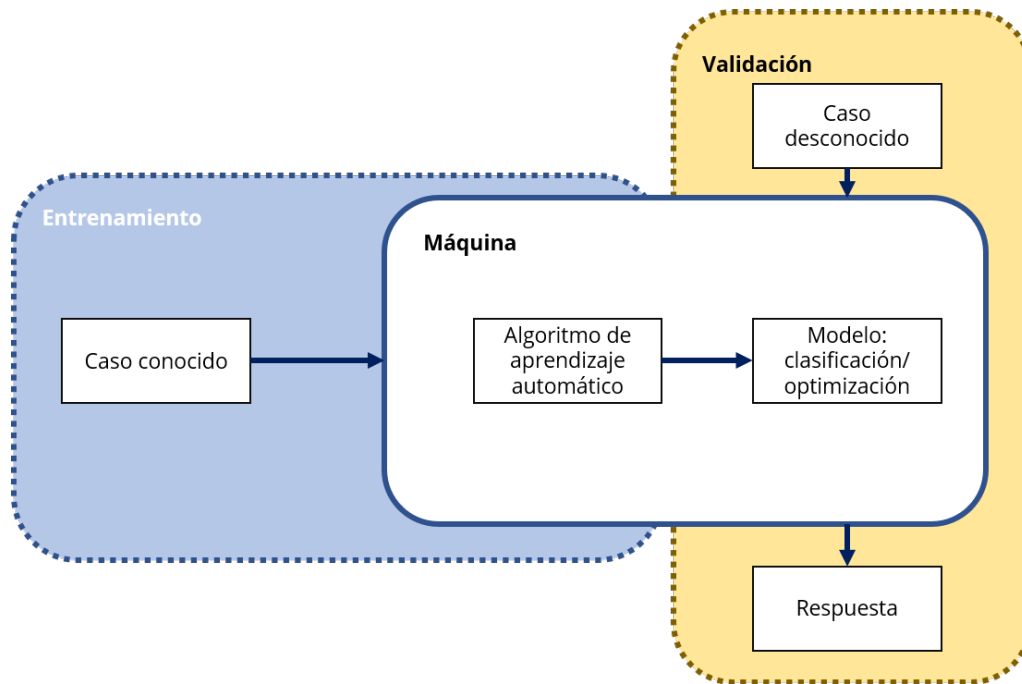 Validación
Caso
desconocido
Entrenamiento
Máquina
Caso conocido
Algoritmo de
aprendizaje
automático
Modelo:
clasificación/
optimización
Respuesta